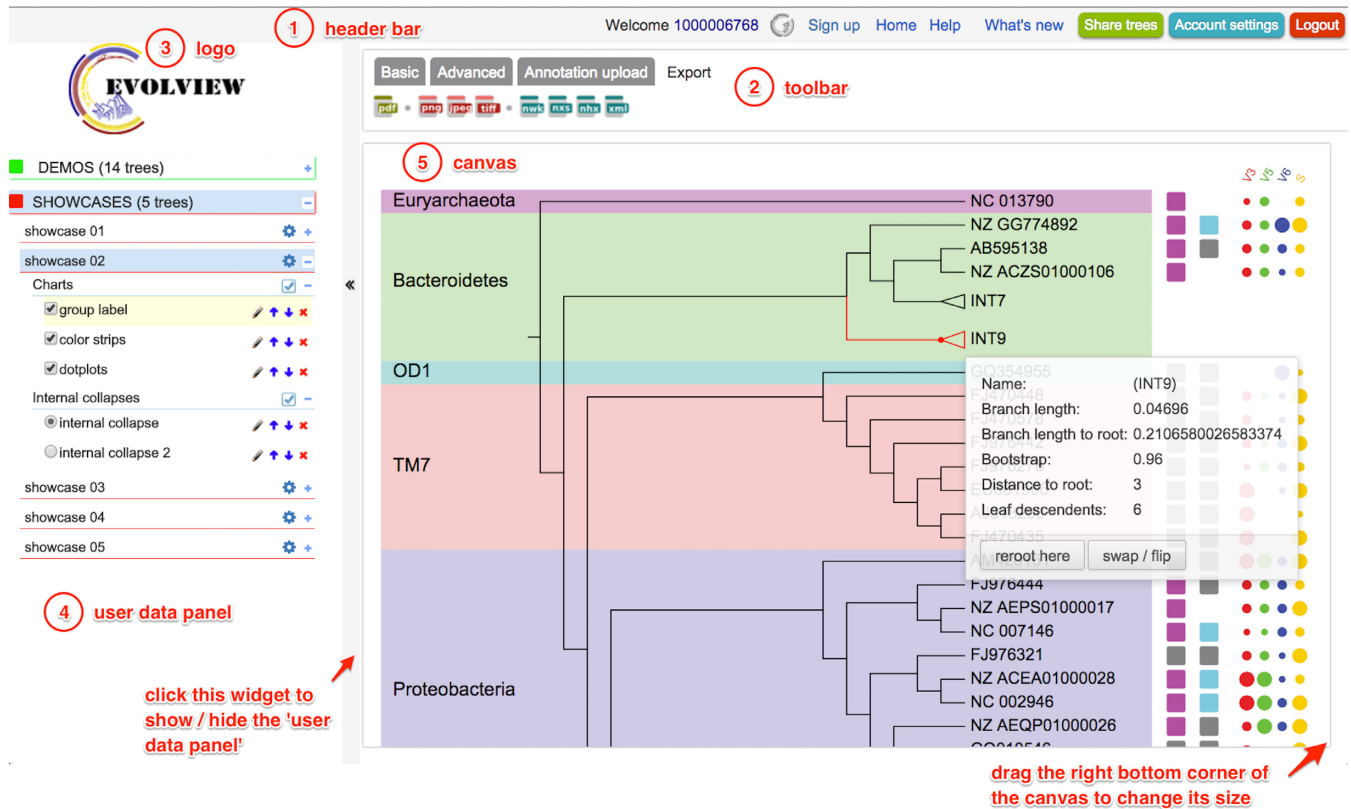 1 header bar
Welcome 1000006768 Sign up Home Help What's new Share trees Account settings Logout
3 logo
EVOLVIEW
Basic Advanced Annotation upload Export
2 toolbar
pdf png jpeg tiff nwk nxs nhx xml
DEMOS (14 trees) +
SHOWCASES (5 trees) −
showcase 01 +
showcase 02 −
Charts −
group label
color strips
dotplots
Internal collapses −
internal collapse
internal collapse 2
showcase 03 +
showcase 04 +
showcase 05 +
4 user data panel
«
click this widget to
show / hide the 'user
data panel'
5 canvas
V3 V5 V6 S
Euryarchaeota NC 013790
NZ GG774892
AB595138
Bacteroidetes NZ ACZS01000106
INT7
INT9
OD1 GQ354955
FJ470446
TM7
Name: (INT9)
Branch length: 0.04696
Branch length to root: 0.2106580026583374
Bootstrap: 0.96
Distance to root: 3
Leaf descendents: 6
FJ470435
reroot here swap / flip
FJ976444
NZ AEPS01000017
NC 007146
FJ976321
NZ ACEA01000028
Proteobacteria
NC 002946
NZ AEQP01000026
drag the right bottom corner of
the canvas to change its size